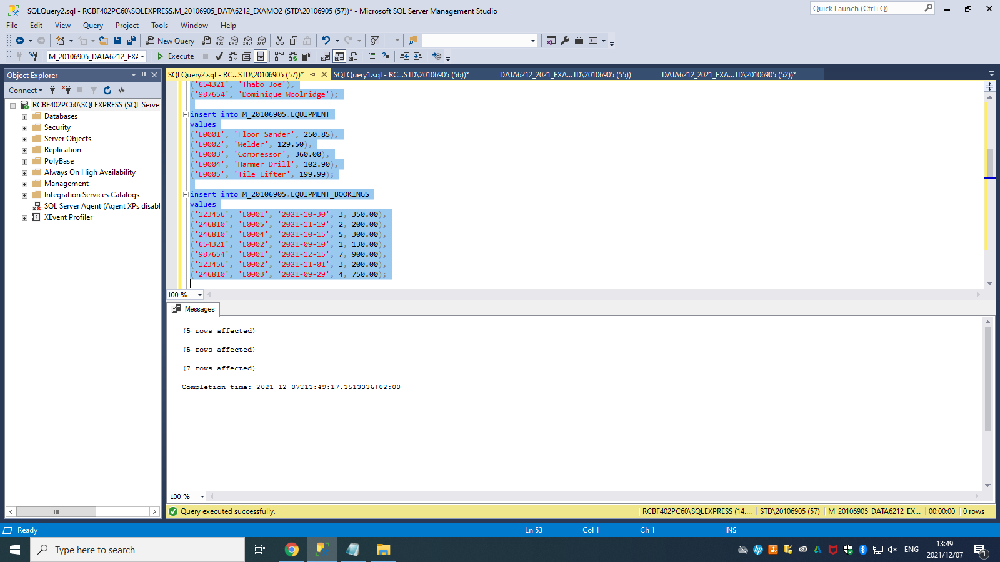 SQLQuery2.sql - RCBF402PC60\SQLEXPRESS.M_20106905_DATA6212_EXAMQ2 (STD\20106905 (57))* - Microsoft SQL Server Management Studio
Quick Launch (Ctrl+Q)
File Edit View Query Project Tools Window Help
New Query
MDX DMX XMLA DAX
M_20106905_DATA6212_EXA
Execute
Object Explorer
SQLQuery2.sql - RC...STD\20106905 (57))*
SQLQuery1.sql - RC...STD\20106905 (56))*
DATA6212_2021_EXA...TD\20106905 (55))
DATA6212_2021_EXA...TD\20106905 (52))*
Connect
RCBF402PC60\SQLEXPRESS (SQL Serve
Databases
Security
Server Objects
Replication
PolyBase
Always On High Availability
Management
Integration Services Catalogs
SQL Server Agent (Agent XPs disabl
XEvent Profiler
('654321', 'Thabo Joe'),
('987654', 'Dominique Woolridge');
insert into M_20106905.EQUIPMENT
values
('E0001', 'Floor Sander', 250.85),
('E0002', 'Welder', 129.50),
('E0003', 'Compressor', 360.00),
('E0004', 'Hammer Drill', 102.90),
('E0005', 'Tile Lifter', 199.99);
insert into M_20106905.EQUIPMENT_BOOKINGS
values
('123456', 'E0001', '2021-10-30', 3, 350.00),
('246810', 'E0005', '2021-11-19', 2, 200.00),
('246810', 'E0004', '2021-10-15', 5, 300.00),
('654321', 'E0002', '2021-09-10', 1, 130.00),
('987654', 'E0001', '2021-12-15', 7, 900.00),
('123456', 'E0002', '2021-11-01', 3, 200.00),
('246810', 'E0003', '2021-09-29', 4, 750.00);
100 %
Messages
(5 rows affected)
(5 rows affected)
(7 rows affected)
Completion time: 2021-12-07T13:49:17.3513336+02:00
100 %
Query executed successfully.
RCBF402PC60\SQLEXPRESS (14.... STD\20106905 (57) M_20106905_DATA6212_EXA... 00:00:00 0 rows
Ready
Ln 53 Col 1 Ch 1 INS
Type here to search
ENG
13:49
2021/12/07
1